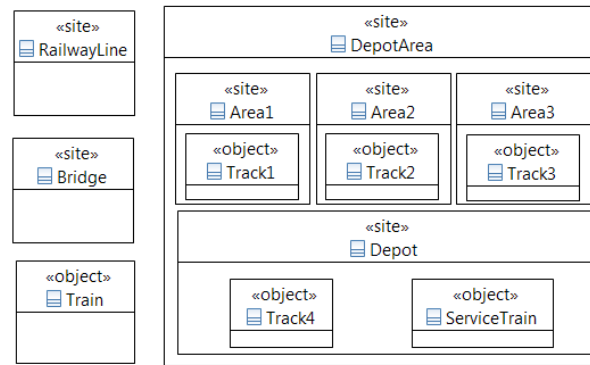 «site»
RailwayLine
«site»
Bridge
«object»
Train
«site»
DepotArea
«site»
Area1
«object»
Track1
«site»
Area2
«object»
Track2
«site»
Area3
«object»
Track3
«site»
Depot
«object»
Track4
«object»
ServiceTrain